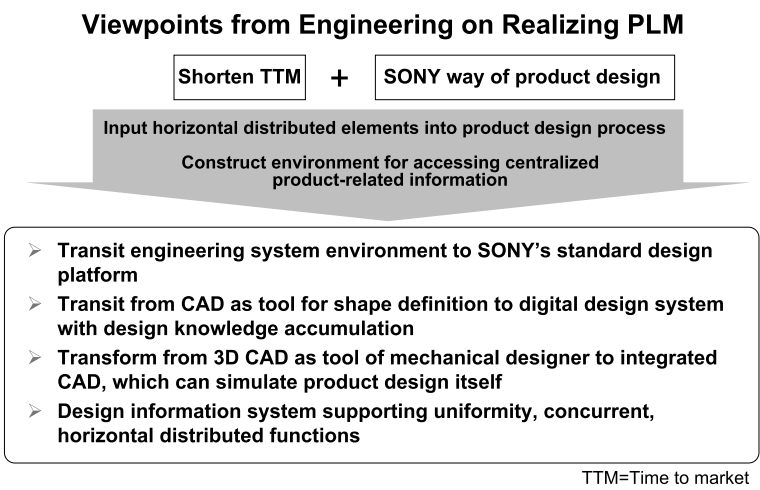 Viewpoints from Engineering on Realizing PLM
Shorten TTM + SONY way of product design
Input horizontal distributed elements into product design process
Construct environment for accessing centralized
product-related information
Transit engineering system environment to SONY's standard design
platform
Transit from CAD as tool for shape definition to digital design system
with design knowledge accumulation
Transform from 3D CAD as tool of mechanical designer to integrated
CAD, which can simulate product design itself
Design information system supporting uniformity, concurrent,
horizontal distributed functions
TTM=Time to market